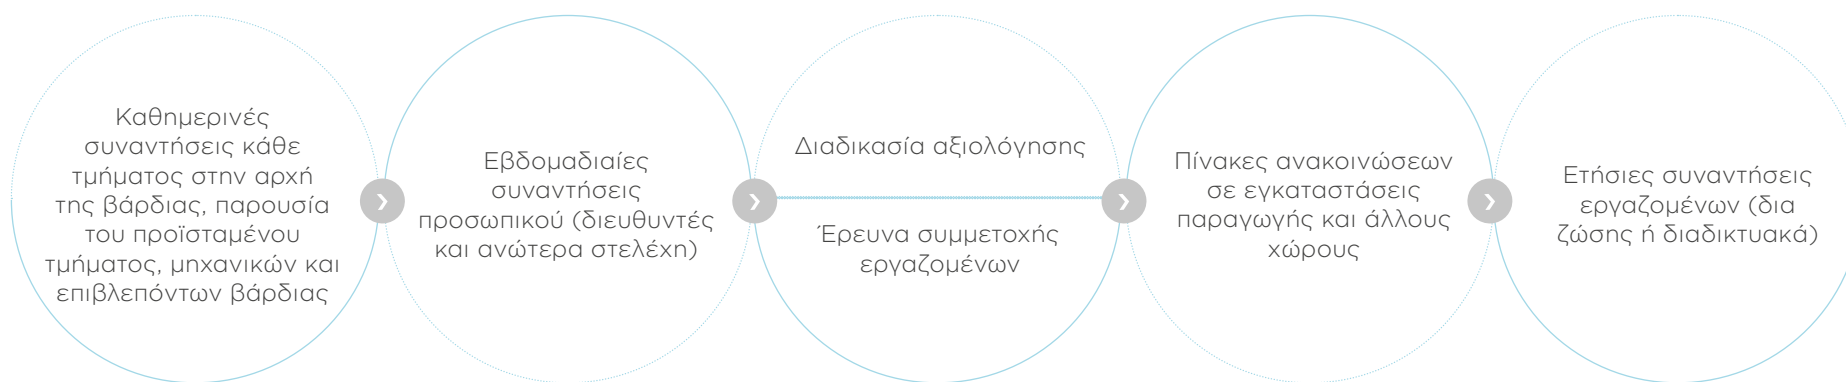 Καθημερινές
συναντήσεις κάθε
τμήματος στην αρχή
της βάρδιας, παρουσία
του προϊσταμένου
τμήματος, μηχανικών και
επιβλεπόντων βάρδιας
Εβδομαδιαίες
συναντήσεις
προσωπικού (διευθυντές
και ανώτερα στελέχη)
Διαδικασία αξιολόγησης
Έρευνα συμμετοχής
εργαζομένων
Πίνακες ανακοινώσεων
σε εγκαταστάσεις
παραγωγής και άλλους
χώρους
Ετήσιες συναντήσεις
εργαζομένων (δια
ζώσης ή διαδικτυακά)